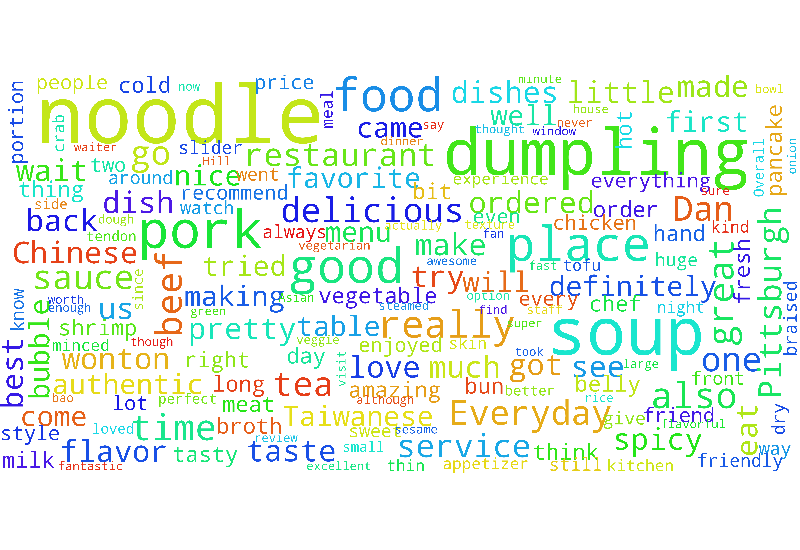 people
cold
now
price
food
dishes
minute
little
made
bowl
portion
crab
noodle
meal
came
say
well
thought
window
never
house
hot
first
pancake
onion
waiter
slider
Hill
restaurant
dinner
dumpling
wait
two
go
nice
went
favorite
experience
everything
sure
Overall
thing
around
recommend
bit
ordered
order
Dan
kind
side
dish
watch
delicious
even
chicken
hand
back
dough
tendon
pork
always
menu
actually
texture
fan
place
huge
fresh
Chinese
vegetarian
make
great
Pittsburgh
sauce
since
beef
tried
good
awesome
fast
tofu
try
will
definitely
braised
know
worth
enough
us
making
Asian
vegetable
steamed
option
every
chef
night
bubble
shrimp
green
pretty
table
really
find
super
staff
soup
best
minced
though
veggie
enjoyed
skin
wonton
right
day
visit
love
much
got
took
see
large
one
bao
authentic
perfect
long
tea
amazing
although
bun
better
rice
belly
front
also
dry
lot
meat
come
time
broth
Taiwanese
sweet
sesame
Everyday
give
friend
flavorful
eat
style
loved
review
small
service
think
spicy
way
milk
flavor
tasty
taste
fantastic
excellent
thin
appetizer
still
kitchen
friendly